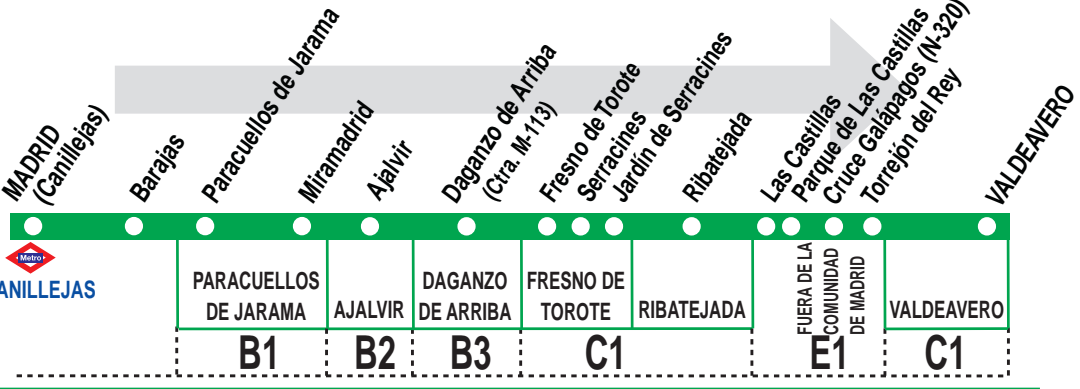 MADRID
(Canillejas)
Barajas
Paracuellos de Jarama
Miramadrid
Ajalvir
Daganzo de Arriba
(Ctra. M-113)
Fresno de Torote
Serracines
Jardín de Serracines
Ribatejada
Las Castillas
Parque de Las Castillas
Cruce Galápagos (N-320)
Torrejón del Rey
VALDEAVERO
Metro
ANILLEJAS
PARACUELLOS
DE JARAMA
AJALVIR
DAGANZO
DE ARRIBA
FRESNO DE
TOROTE
RIBATEJADA
FUERA DE LA
COMUNIDAD
DE MADRID
VALDEAVERO
B1
B2
B3
C1
E1
C1